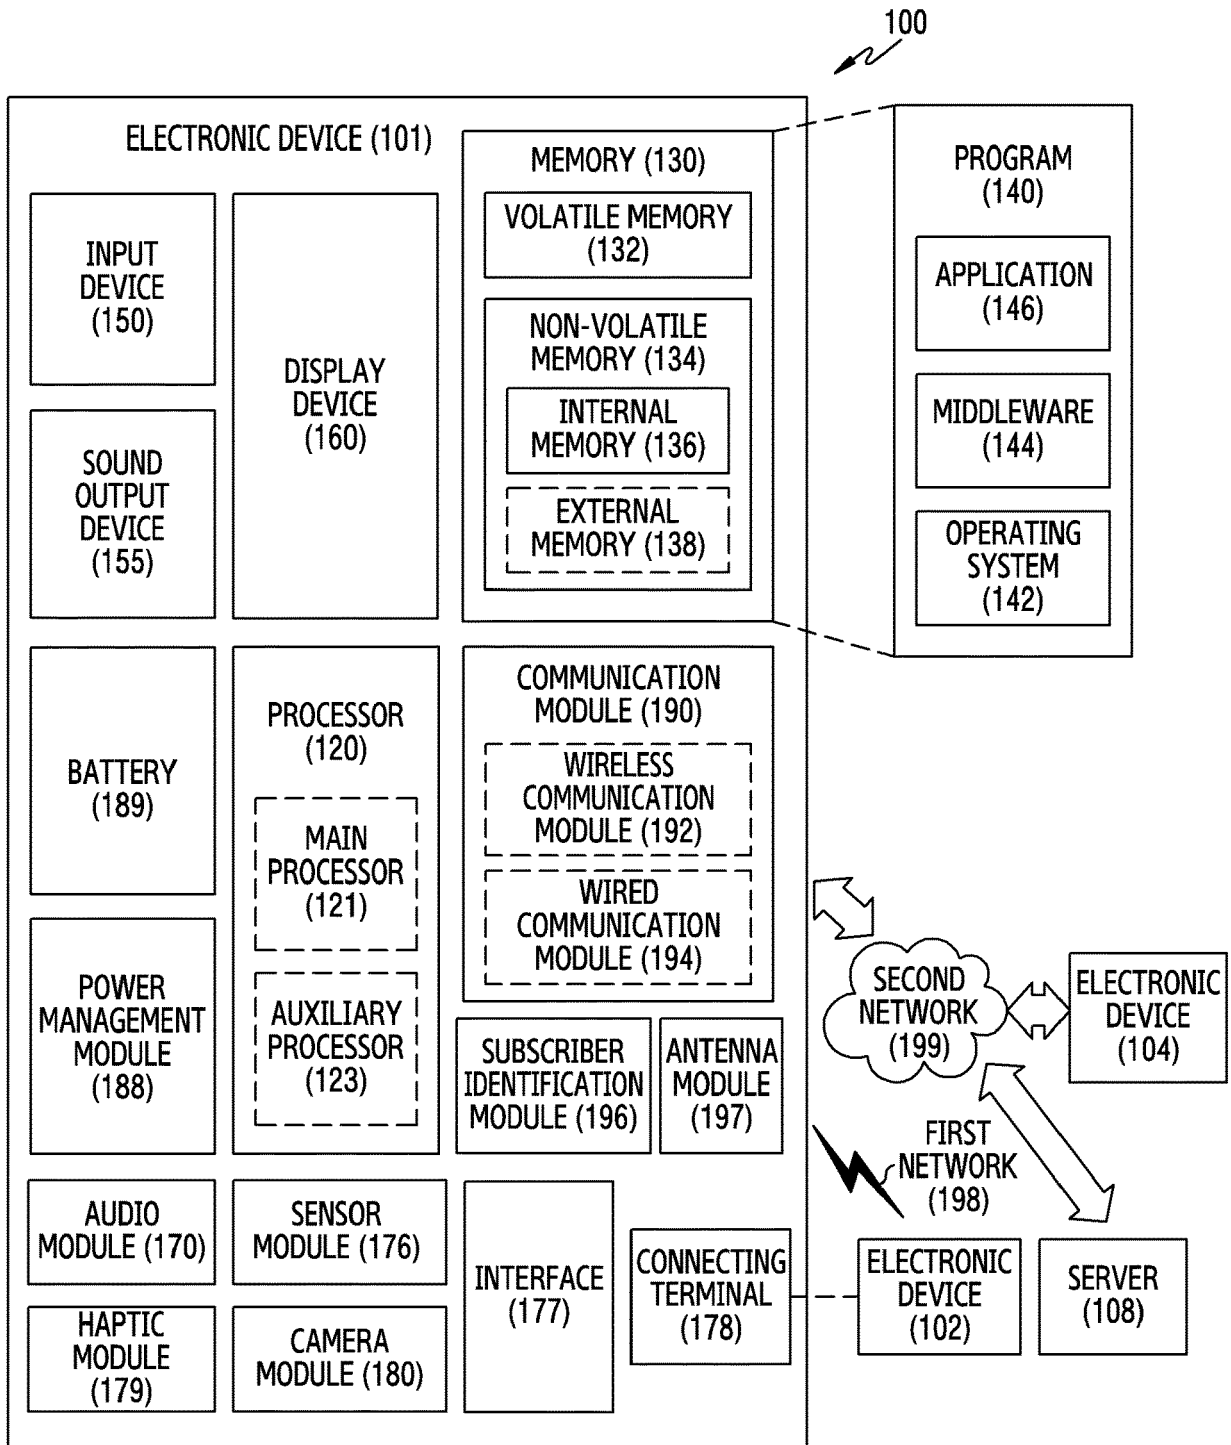 100
ELECTRONIC DEVICE (101)
INPUT
DEVICE
(150)
SOUND
OUTPUT
DEVICE
(155)
DISPLAY
DEVICE
(160)
MEMORY (130)
VOLATILE MEMORY
(132)
NON-VOLATILE
MEMORY (134)
INTERNAL
MEMORY (136)
EXTERNAL
MEMORY (138)
PROGRAM
(140)
APPLICATION
(146)
MIDDLEWARE
(144)
OPERATING
SYSTEM
(142)
BATTERY
(189)
POWER
MANAGEMENT
MODULE
(188)
PROCESSOR
(120)
MAIN
PROCESSOR
(121)
AUXILIARY
PROCESSOR
(123)
COMMUNICATION
MODULE (190)
WIRELESS
COMMUNICATION
MODULE (192)
WIRED
COMMUNICATION
MODULE (194)
SUBSCRIBER
IDENTIFICATION
MODULE (196)
ANTENNA
MODULE
(197)
SECOND
NETWORK
(199)
ELECTRONIC
DEVICE
(104)
FIRST
NETWORK
(198)
AUDIO
MODULE (170)
SENSOR
MODULE (176)
HAPTIC
MODULE
(179)
CAMERA
MODULE (180)
INTERFACE
(177)
CONNECTING
TERMINAL
(178)
ELECTRONIC
DEVICE
(102)
SERVER
(108)